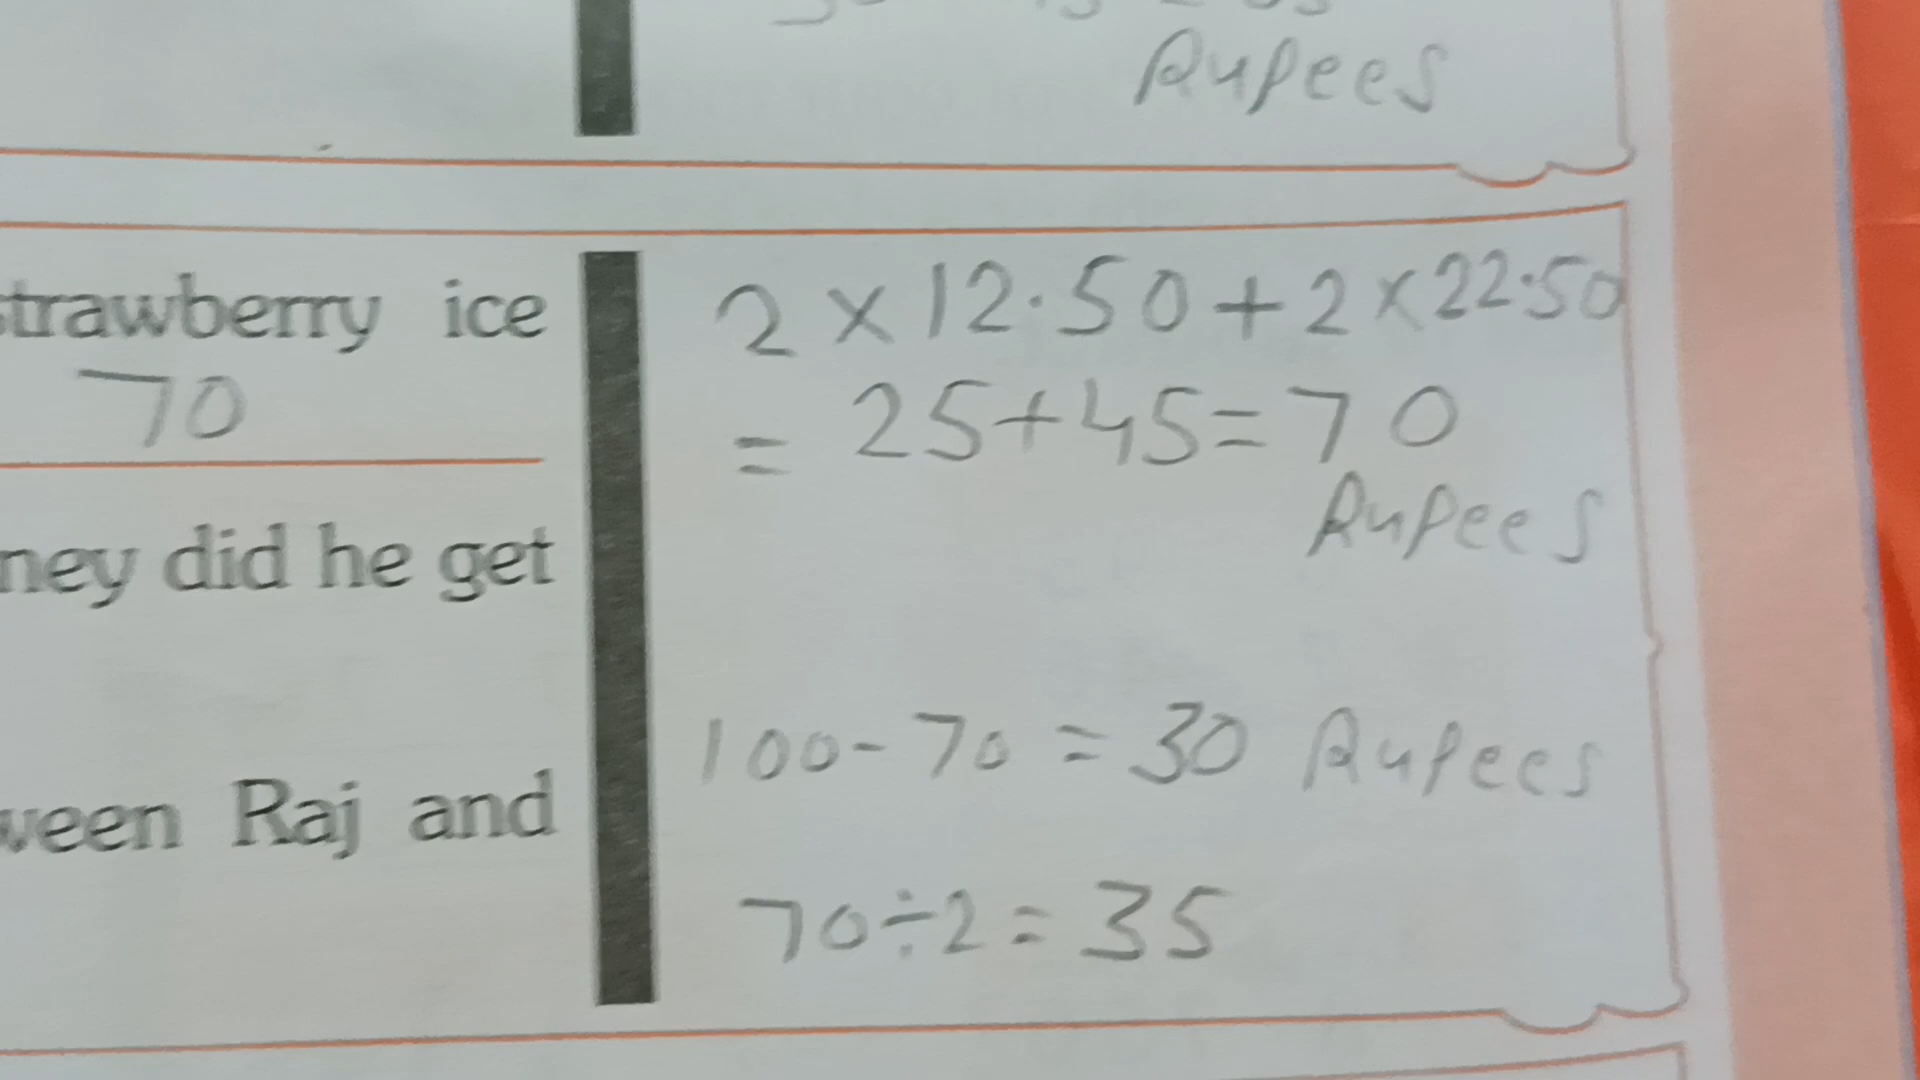 Rupees
trawberry ice
70
ney did he get
ween Raj and
2 × 12.50 + 2 × 22.50
= 25 + 45 = 70
Rupees
100 - 70 = 30 Rupees
70 ÷ 2 = 35